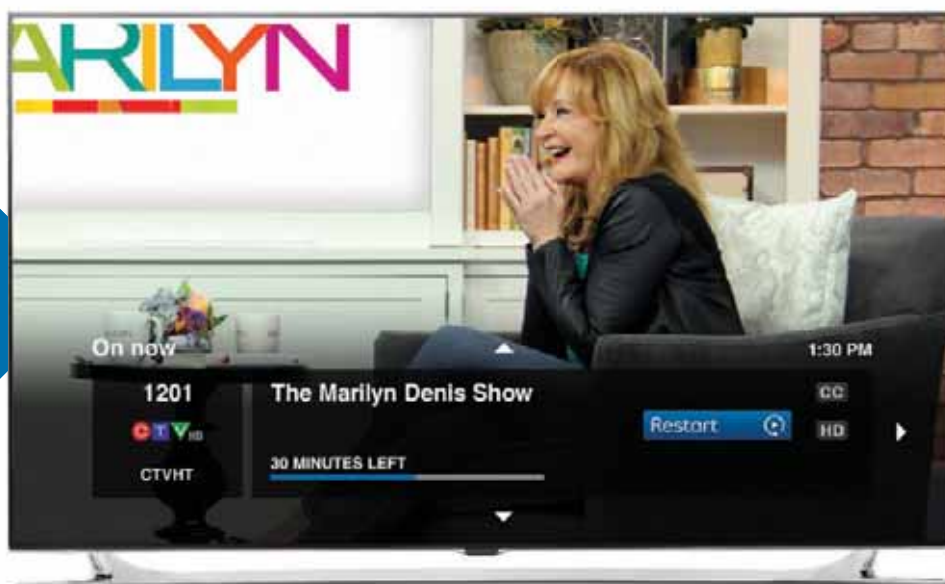 ARILYN
On now
1:30 PM
1201
The Marilyn Denis Show
CC
CTV HD
Restart
HD
30 MINUTES LEFT
CTVHT